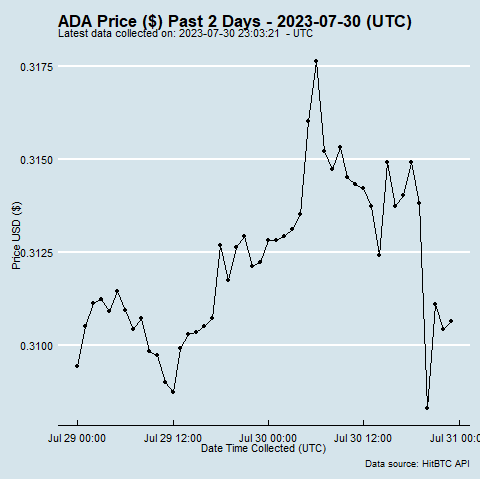 ADA Price ($) Past 2 Days - 2023-07-30 (UTC)
Latest data collected on: 2023-07-30 23:03:21 - UTC
0.3175
0.3150
0.3125
0.3100
Price USD ($)
Jul 29 00:00
Jul 29 12:00
Jul 30 00:00
Jul 30 12:00
Jul 31 00:0
Date Time Collected (UTC)
Data source: HitBTC API